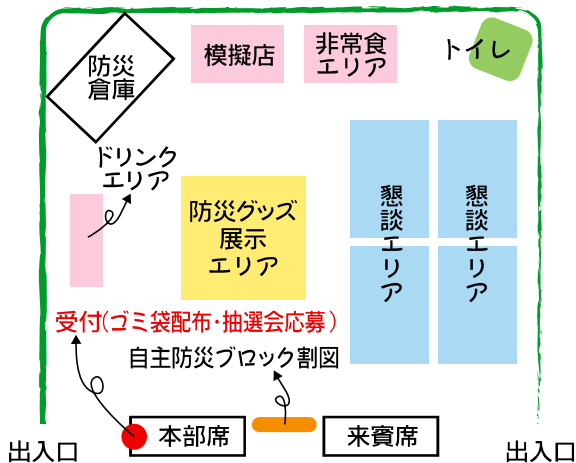 防災
倉庫
模擬店
非常食
エリア
トイレ
ドリンク
エリア
防災グッズ
展示
エリア
懇談エリア
懇談エリア
受付(ゴミ袋配布・抽選会応募)
自主防災ブロック割図
本部席
来賓席
出入口
出入口